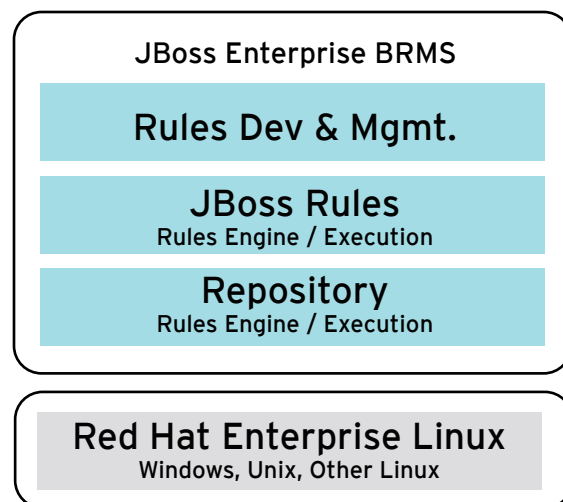 JBoss Enterprise BRMS
Rules Dev & Mgmt.
JBoss Rules
Rules Engine / Execution
Repository
Rules Engine / Execution
Red Hat Enterprise Linux
Windows, Unix, Other Linux